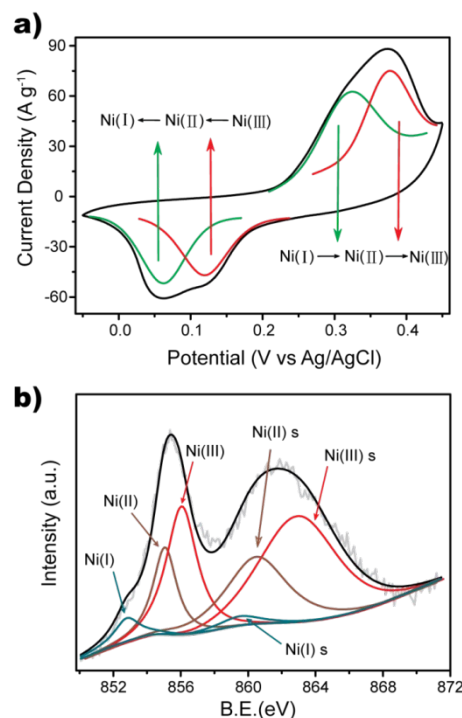 a)
Current Density (A g⁻¹)
90
60
30
0
-30
-60
Ni(I) ← Ni(Ⅱ) ← Ni(Ⅲ)
Ni(I) → Ni(Ⅱ) → Ni(Ⅲ)
0.0 0.1 0.2 0.3 0.4
Potential (V vs Ag/AgCl)
b)
Intensity (a.u.)
Ni(I)
Ni(II)
Ni(III)
Ni(II) s
Ni(III) s
Ni(I) s
852 856 860 864 868 872
B.E.(eV)